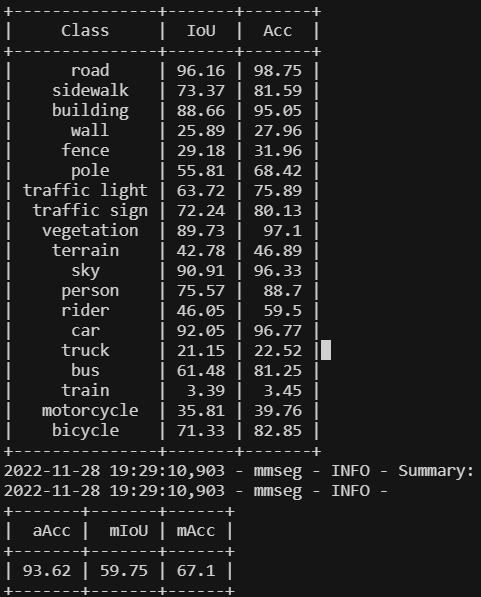 +---------------+-------+-------+
|     Class     |  IoU  |  Acc  |
+---------------+-------+-------+
|      road     | 96.16 | 98.75 |
|    sidewalk   | 73.37 | 81.59 |
|    building   | 88.66 | 95.05 |
|      wall     | 25.89 | 27.96 |
|     fence     | 29.18 | 31.96 |
|      pole     | 55.81 | 68.42 |
| traffic light | 63.72 | 75.89 |
|  traffic sign | 72.24 | 80.13 |
|   vegetation  | 89.73 |  97.1 |
|    terrain    | 42.78 | 46.89 |
|      sky      | 90.91 | 96.33 |
|     person    | 75.57 |  88.7 |
|     rider     | 46.05 |  59.5 |
|      car      | 92.05 | 96.77 |
|     truck     | 21.15 | 22.52 |
|      bus      | 61.48 | 81.25 |
|     train     |  3.39 |  3.45 |
|   motorcycle  | 35.81 | 39.76 |
|    bicycle    | 71.33 | 82.85 |
+---------------+-------+-------+
2022-11-28 19:29:10,903 - mmseg - INFO - Summary:
2022-11-28 19:29:10,903 - mmseg - INFO -
+-------+-------+------+
|  aAcc |  mIoU | mAcc |
+-------+-------+------+
| 93.62 | 59.75 | 67.1 |
+-------+-------+------+